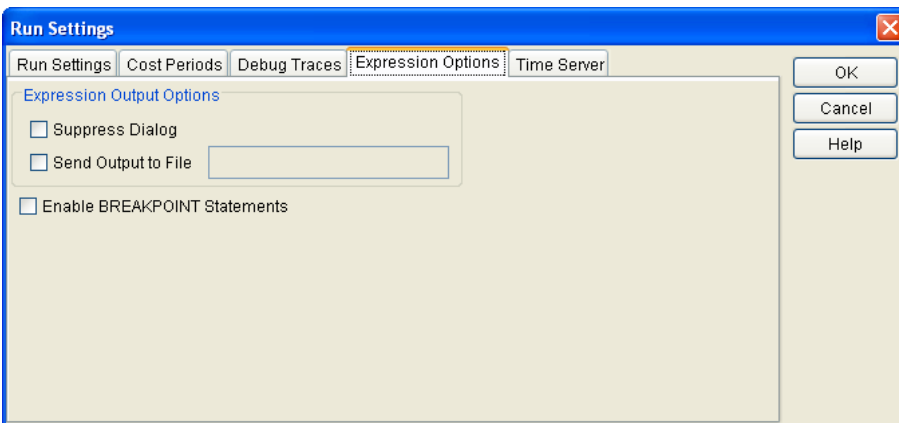 Run Settings
Run Settings Cost Periods Debug Traces Expression Options Time Server
OK
Cancel
Help
Expression Output Options
Suppress Dialog
Send Output to File
Enable BREAKPOINT Statements